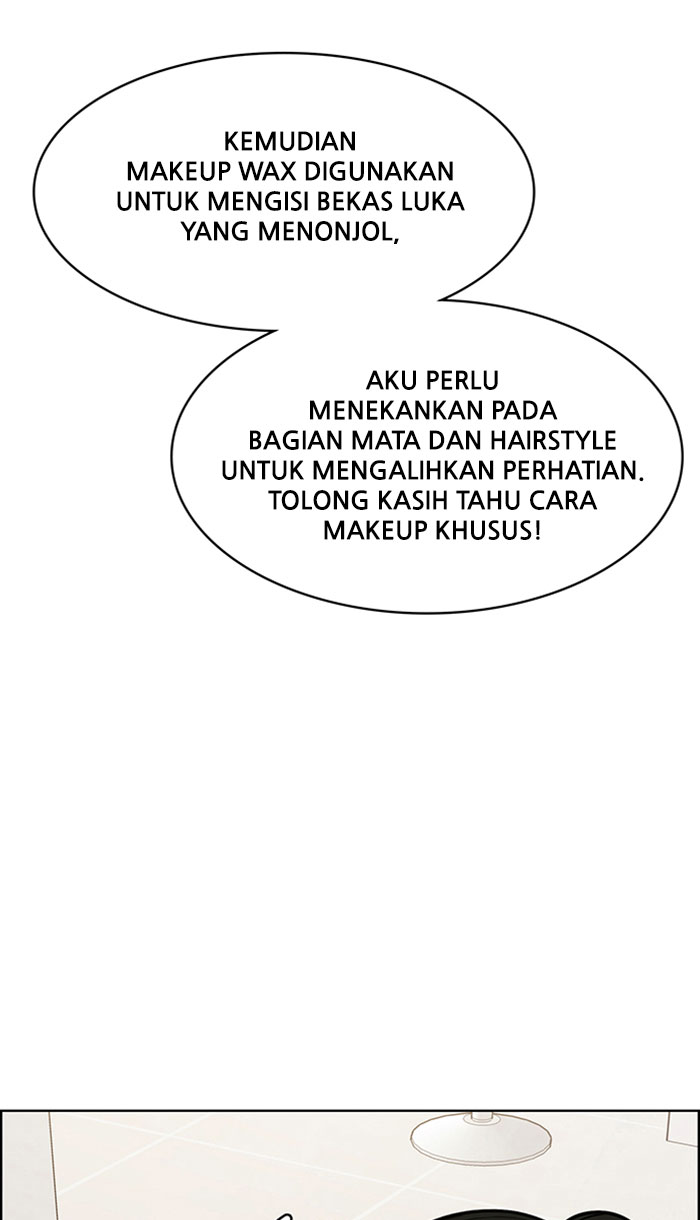 KEMUDIAN
MAKEUP WAX DIGUNAKAN
UNTUK MENGISI BEKAS LUKA
YANG MENONJOL,
AKU PERLU
MENEKANKAN PADA
BAGIAN MATA DAN HAIRSTYLE
UNTUK MENGALIHKAN PERHATIAN.
TOLONG KASIH TAHU CARA
MAKEUP KHUSUS!